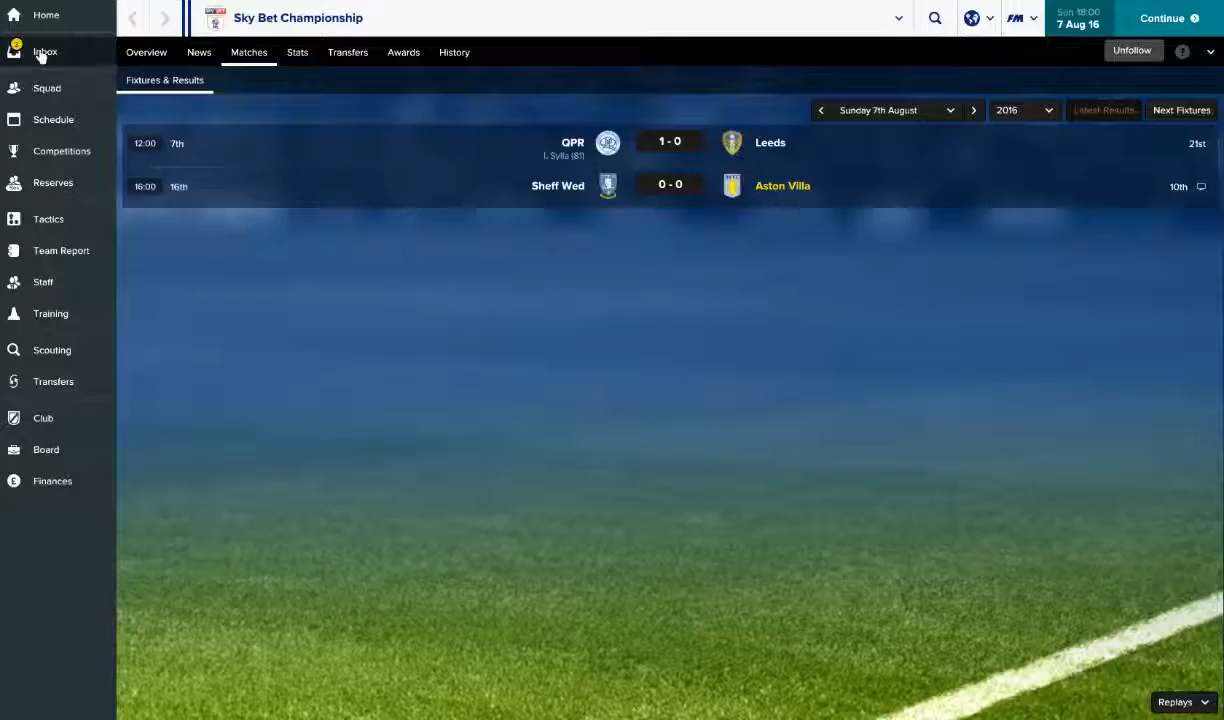 Home
Sky Bet Championship
FM
Sun 18:00
7 Aug 16
Continue
3
Inbox
Overview
News
Matches
Stats
Transfers
Awards
History
Unfollow
?
Squad
Fixtures & Results
Schedule
Sunday 7th August
2016
Latest Results
Next Fixtures
Competitions
12:00
7th
QPR
1 - 0
Leeds
21st
I. Sylla (81)
Reserves
16:00
16th
Sheff Wed
0 - 0
Aston Villa
10th
Tactics
Team Report
Staff
Training
Scouting
Transfers
Club
Board
Finances
Replays